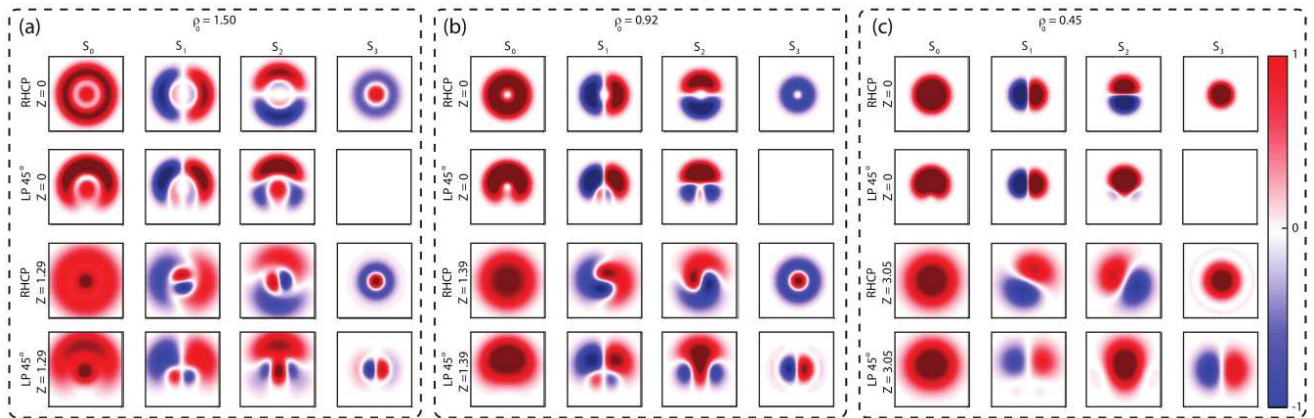 (a)
ρ₀ = 1.50
S₀ S₁ S₂ S₃
RHCP
Z = 0
LP 45°
Z = 0
RHCP
Z = 1.29
LP 45°
Z = 1.29
(b)
ρ₀ = 0.92
S₀ S₁ S₂ S₃
RHCP
Z = 0
LP 45°
Z = 0
RHCP
Z = 1.39
LP 45°
Z = 1.39
(c)
ρ₀ = 0.45
S₀ S₁ S₂ S₃
RHCP
Z = 0
LP 45°
Z = 0
RHCP
Z = 3.05
LP 45°
Z = 3.05
1
0
-1